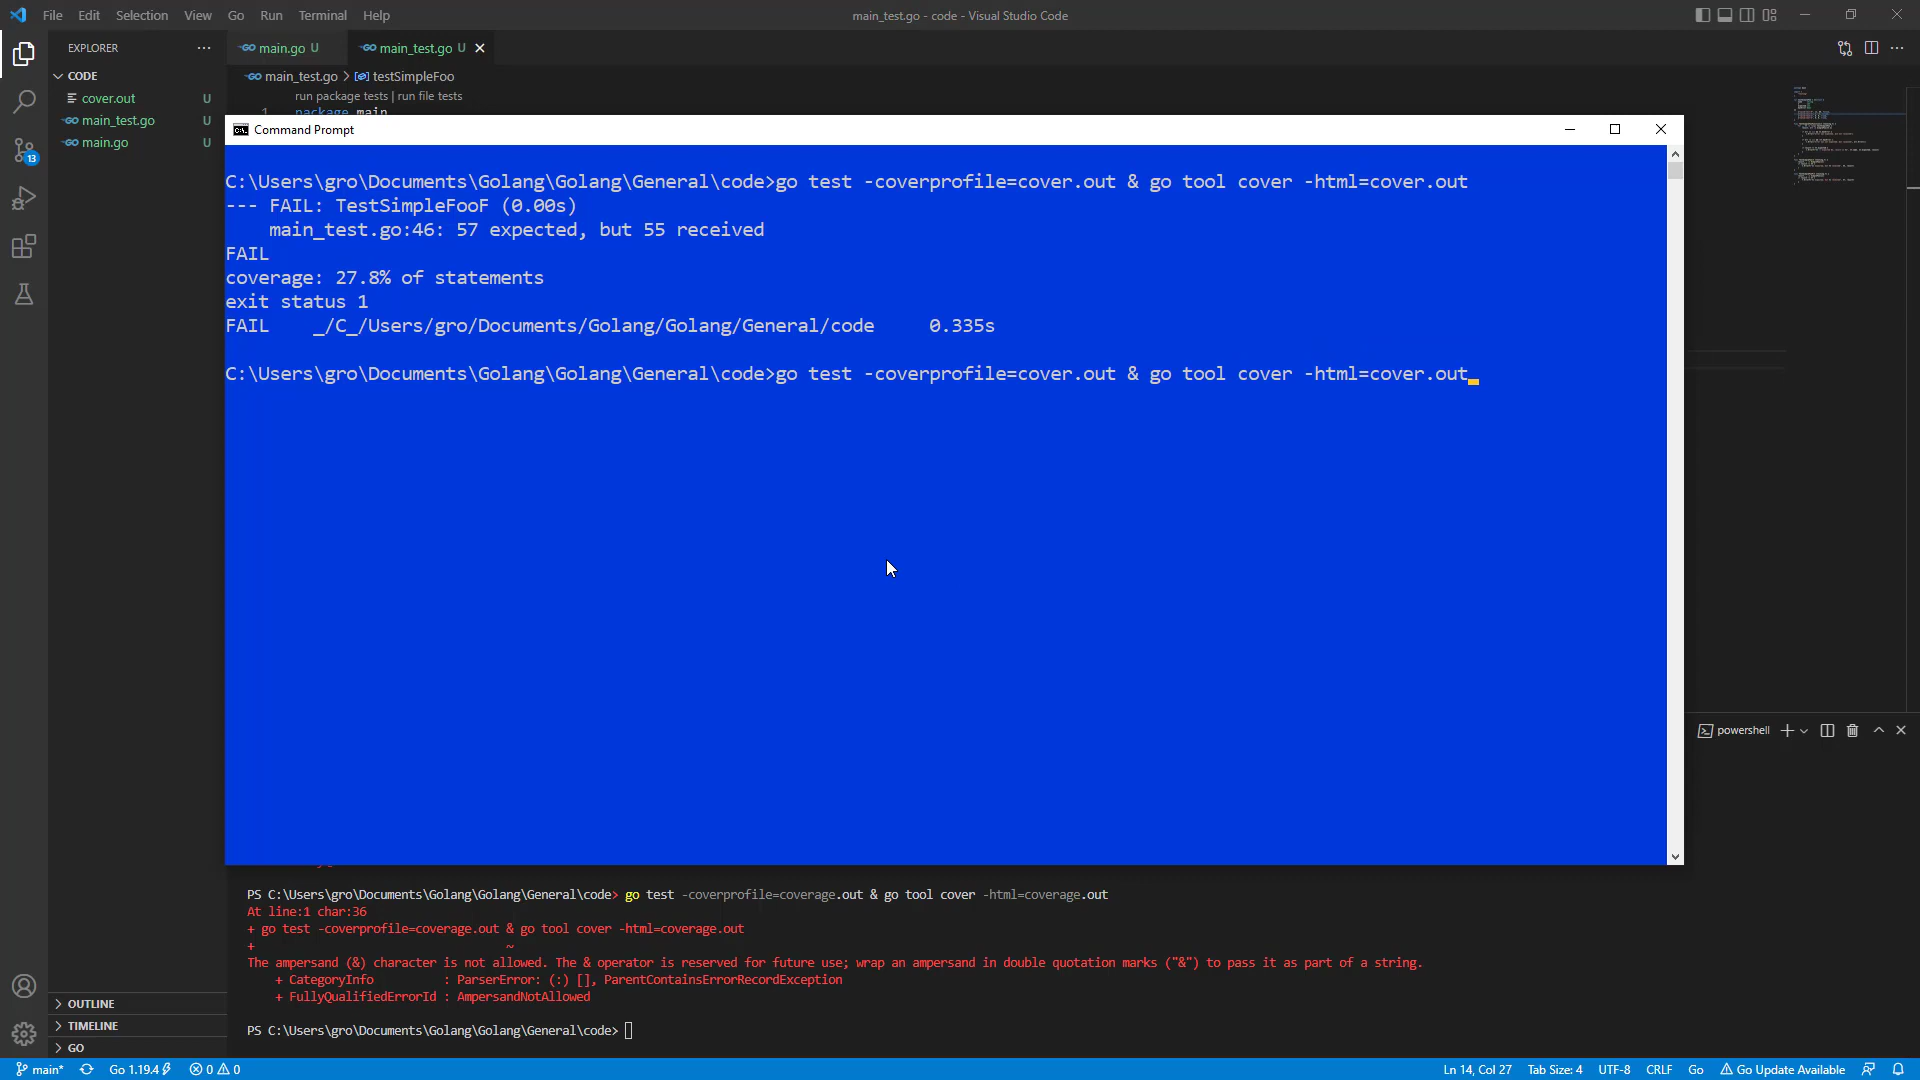 File Edit Selection View Go Run Terminal Help
main_test.go - code - Visual Studio Code
EXPLORER
main.go U
main_test.go U
CODE
main_test.go > testSimpleFoo
cover.out U
run package tests | run file tests
1 package main
main_test.go U
main.go U
Command Prompt
C:\Users\gro\Documents\Golang\Golang\General\code>go test -coverprofile=cover.out & go tool cover -html=cover.out
--- FAIL: TestSimpleFooF (0.00s)
main_test.go:46: 57 expected, but 55 received
FAIL
coverage: 27.8% of statements
exit status 1
FAIL _/C_/Users/gro/Documents/Golang/Golang/General/code 0.335s
C:\Users\gro\Documents\Golang\Golang\General\code>go test -coverprofile=cover.out & go tool cover -html=cover.out
powershell
PS C:\Users\gro\Documents\Golang\Golang\General\code> go test -coverprofile=coverage.out & go tool cover -html=coverage.out
At line:1 char:36
+ go test -coverprofile=coverage.out & go tool cover -html=coverage.out
+ ~
The ampersand (&) character is not allowed. The & operator is reserved for future use; wrap an ampersand in double quotation marks ("&") to pass it as part of a string.
+ CategoryInfo : ParserError: (:) [], ParentContainsErrorRecordException
+ FullyQualifiedErrorId : AmpersandNotAllowed
PS C:\Users\gro\Documents\Golang\Golang\General\code>
13
OUTLINE
TIMELINE
GO
main* Go 1.19.4 0 0 Ln 14, Col 27 Tab Size: 4 UTF-8 CRLF Go Go Update Available